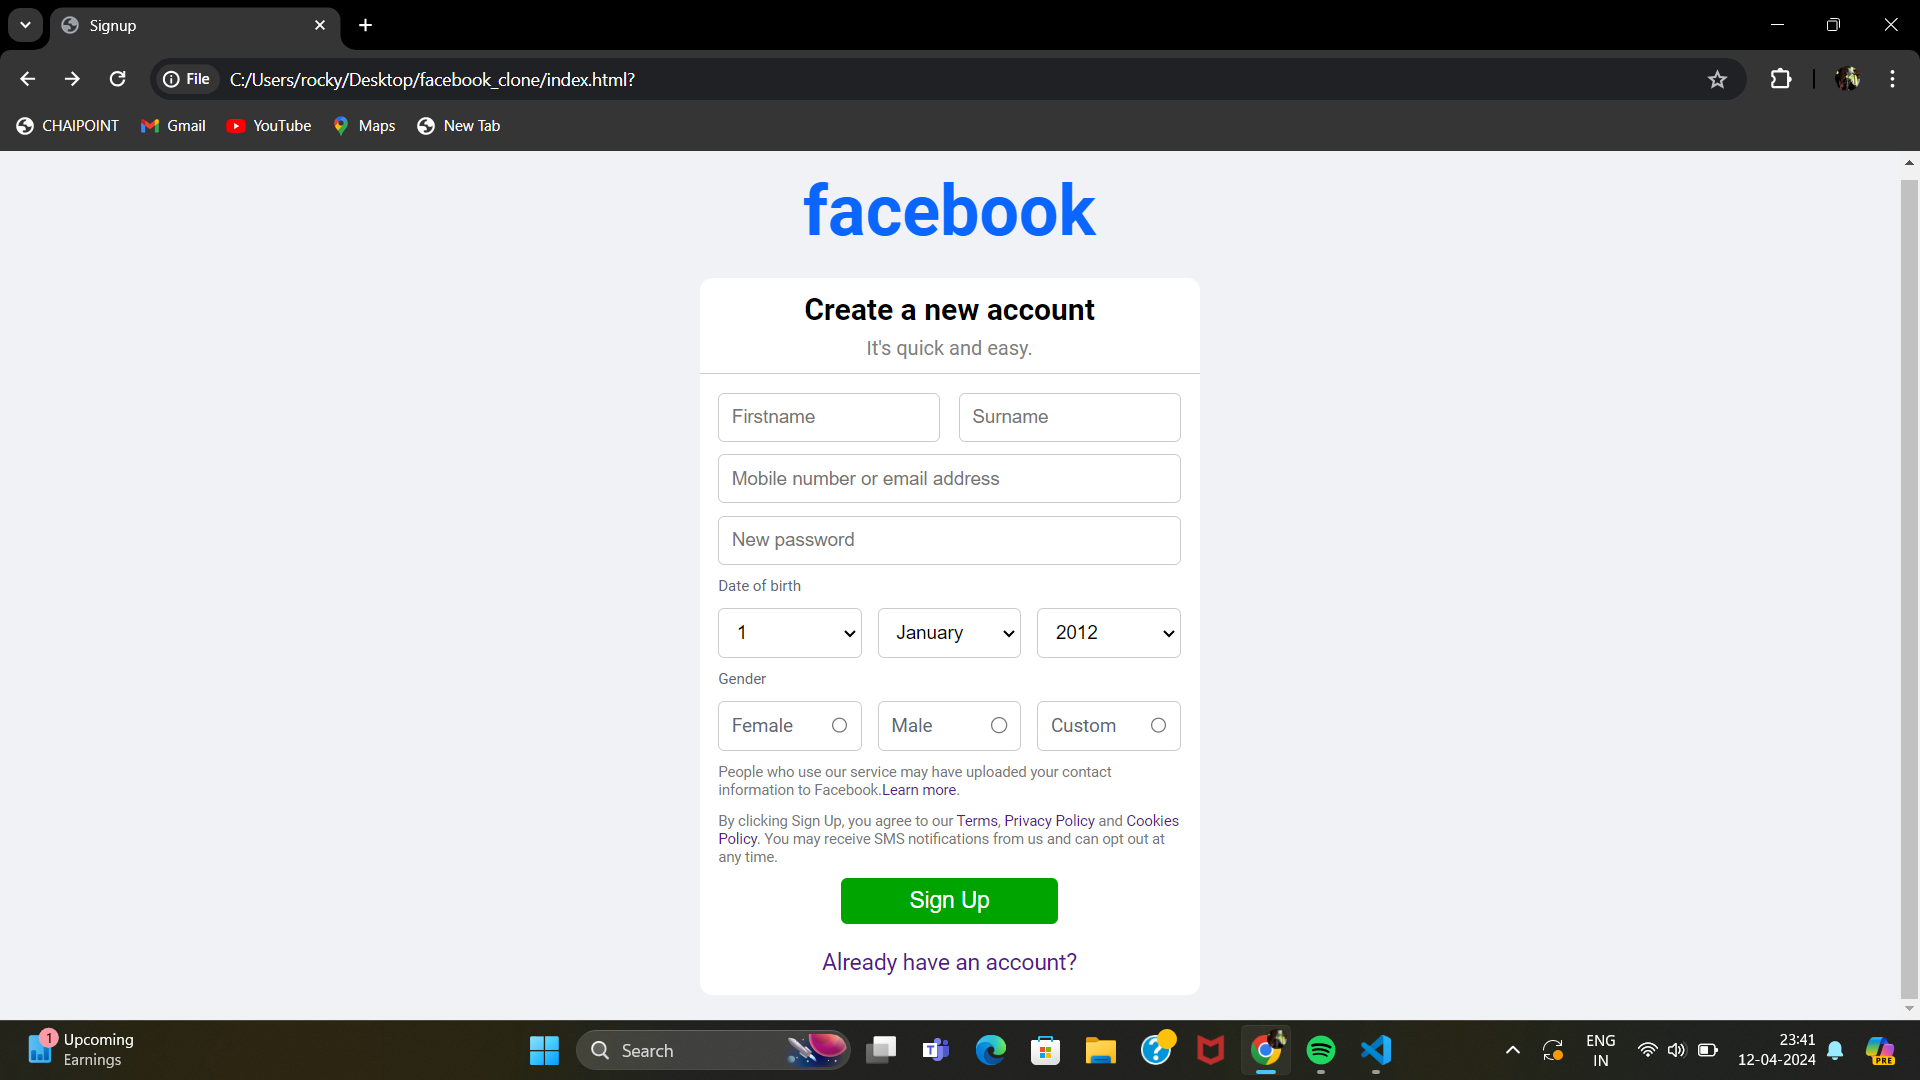 Signup
File
C:/Users/rocky/Desktop/facebook_clone/index.html?
CHAIPOINT
Gmail
YouTube
Maps
New Tab
facebook
Create a new account
It's quick and easy.
Firstname
Surname
Mobile number or email address
New password
Date of birth
1
January
2012
Gender
Female
Male
Custom
People who use our service may have uploaded your contact
information to Facebook.Learn more.
By clicking Sign Up, you agree to our Terms, Privacy Policy and Cookies
Policy. You may receive SMS notifications from us and can opt out at
any time.
Sign Up
Already have an account?
1
Upcoming
Earnings
Search
T
ENG
IN
23:41
12-04-2024
PRE